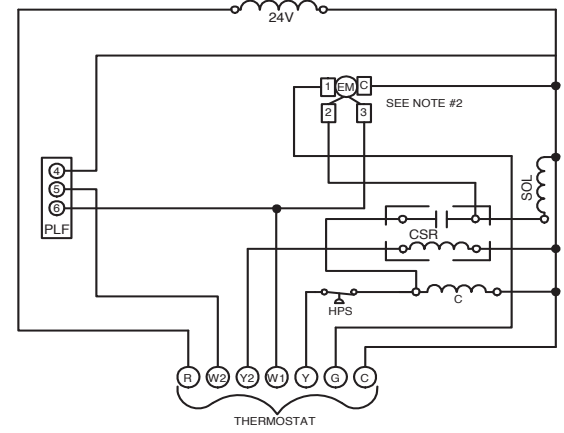 24V
1 EM C
SEE NOTE #2
2 3
4
5
6
PLF
SOL
CSR
C
HPS
R W2 Y2 W1 Y G C
THERMOSTAT